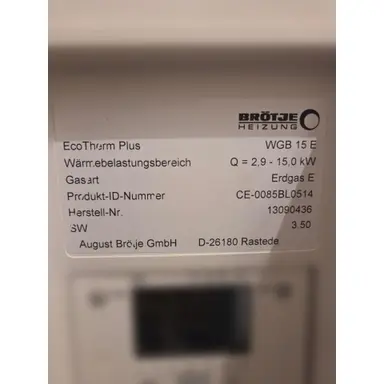 BRÖTJE
HEIZUNG
EcoTherm Plus WGB 15 E
Wärmebelastungsbereich Q = 2,9 - 15,0 kW
Gasart Erdgas E
Produkt-ID-Nummer CE-0085BL0514
Herstell-Nr. 13090436
SW 3.50
August Brötje GmbH D-26180 Rastede